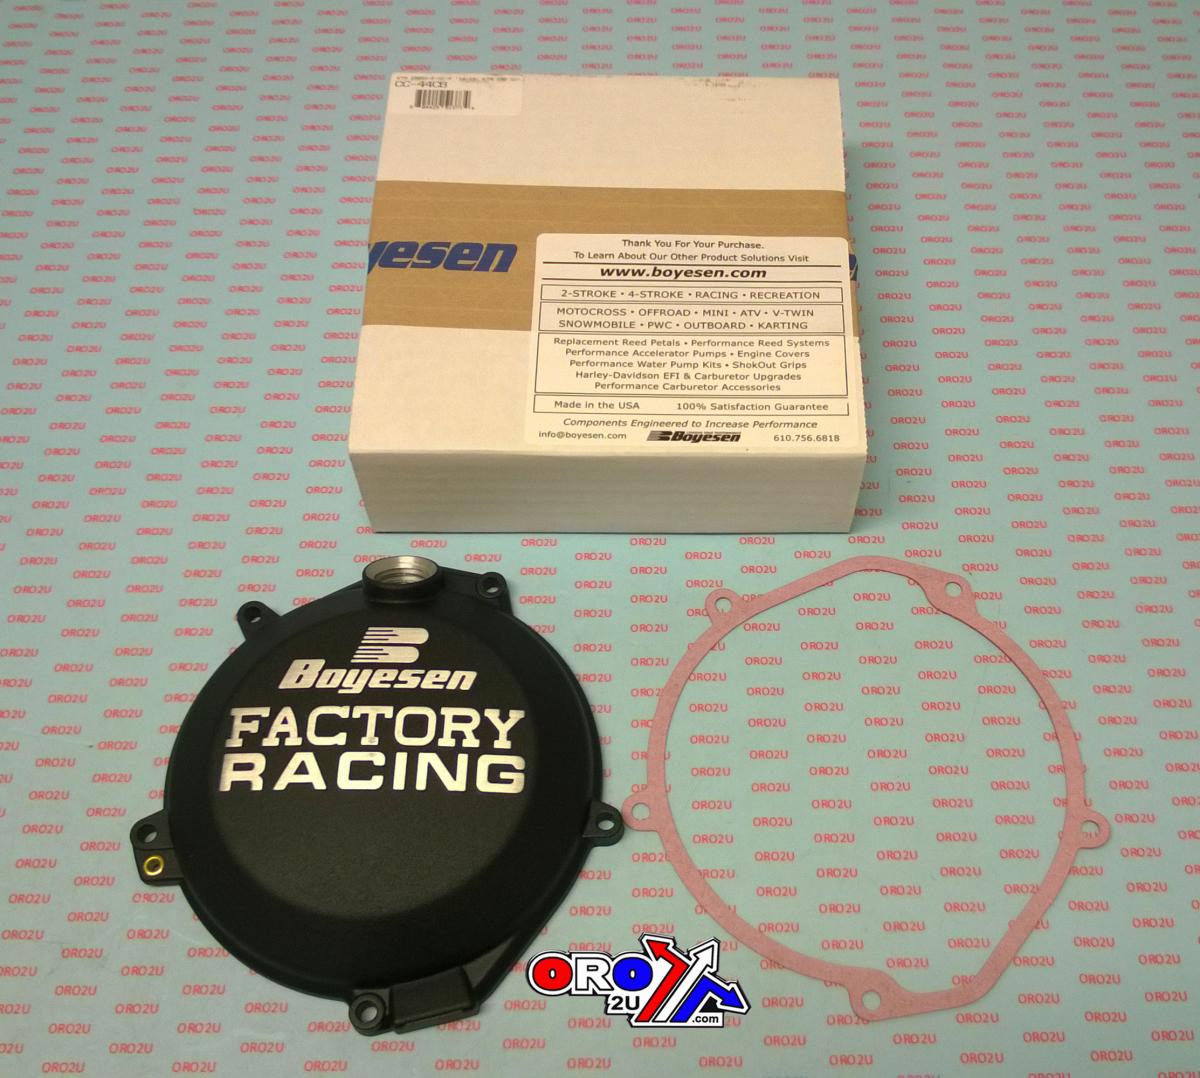 CC-44CB
Boyesen
Thank You For Your Purchase.
To Learn About Our Other Product Solutions Visit
www.boyesen.com
2-STROKE • 4-STROKE • RACING • RECREATION
MOTOCROSS • OFFROAD • MINI • ATV • V-TWIN
SNOWMOBILE • PWC • OUTBOARD • KARTING
Replacement Reed Petals • Performance Reed Systems
Performance Accelerator Pumps • Engine Covers
Performance Water Pump Kits • ShokOut Grips
Harley-Davidson EFI & Carburetor Upgrades
Performance Carburetor Accessories
Made in the USA 100% Satisfaction Guarantee
Components Engineered to Increase Performance
info@boyesen.com Boyesen 610.756.6818
Boyesen
FACTORY
RACING
ORO
2U
.com
ORO2U